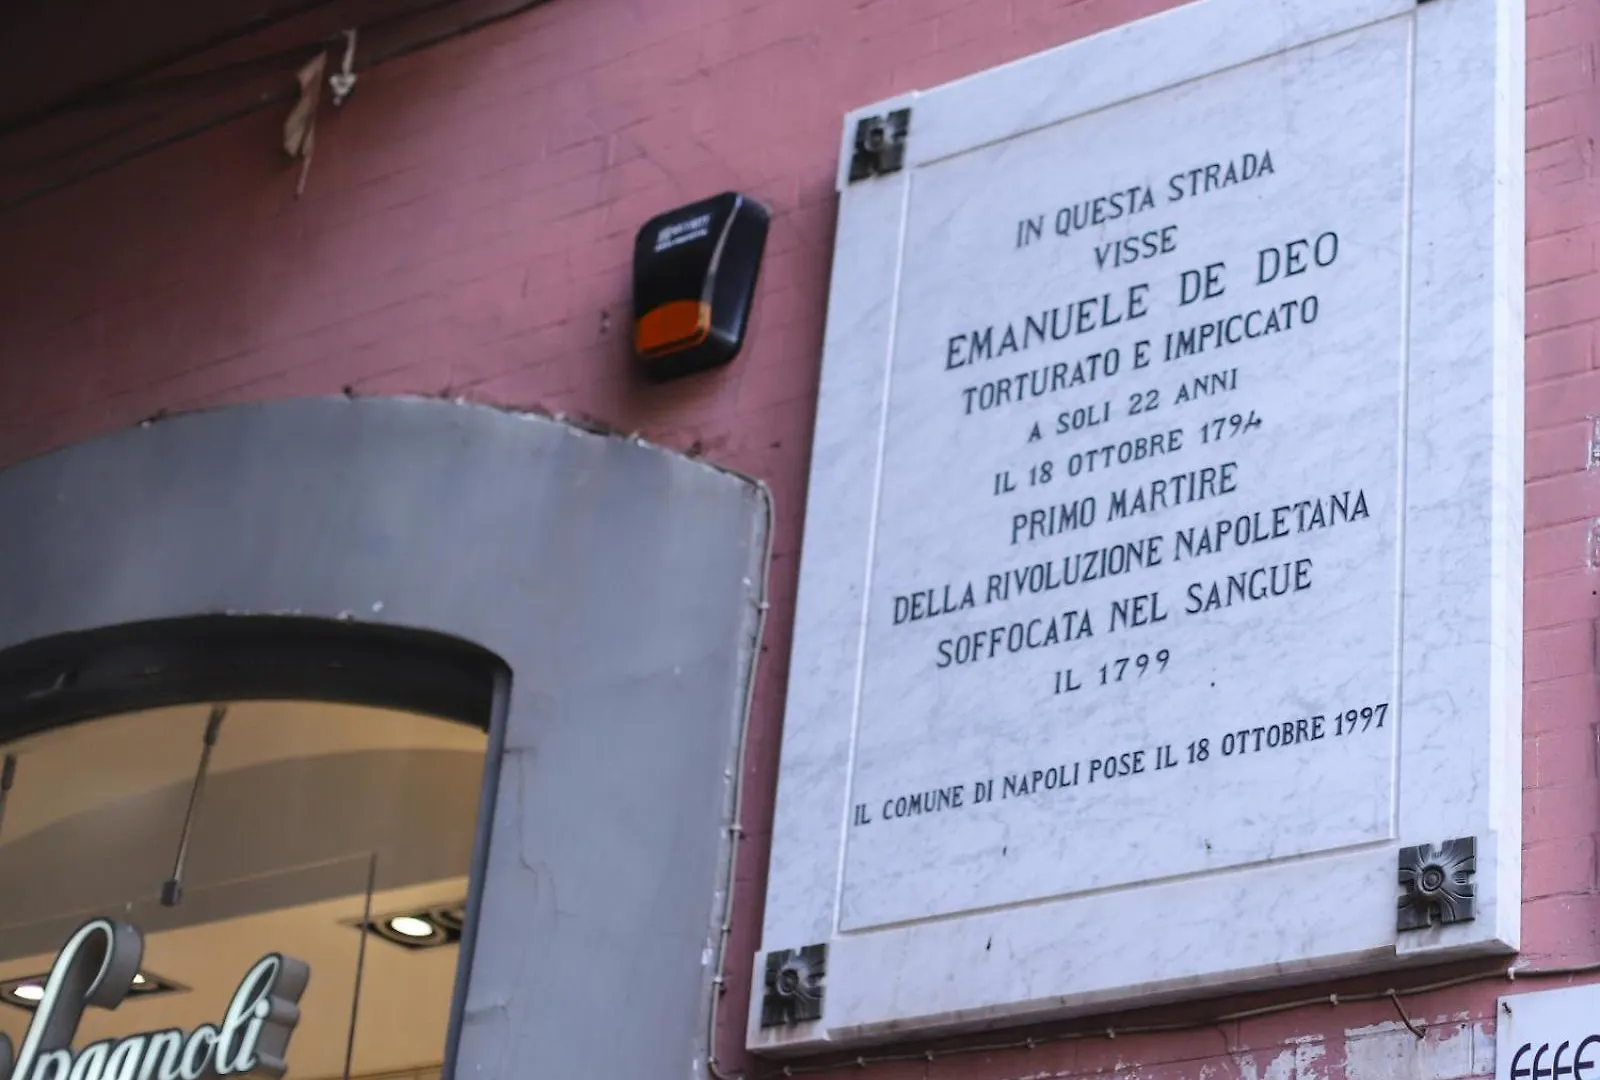 IN QUESTA STRADA
VISSE
EMANUELE DE DEO
TORTURATO E IMPICCATO
A SOLI 22 ANNI
IL 18 OTTOBRE 1794
PRIMO MARTIRE
DELLA RIVOLUZIONE NAPOLETANA
SOFFOCATA NEL SANGUE
IL 1799
IL COMUNE DI NAPOLI POSE IL 18 OTTOBRE 1997
Spagnoli